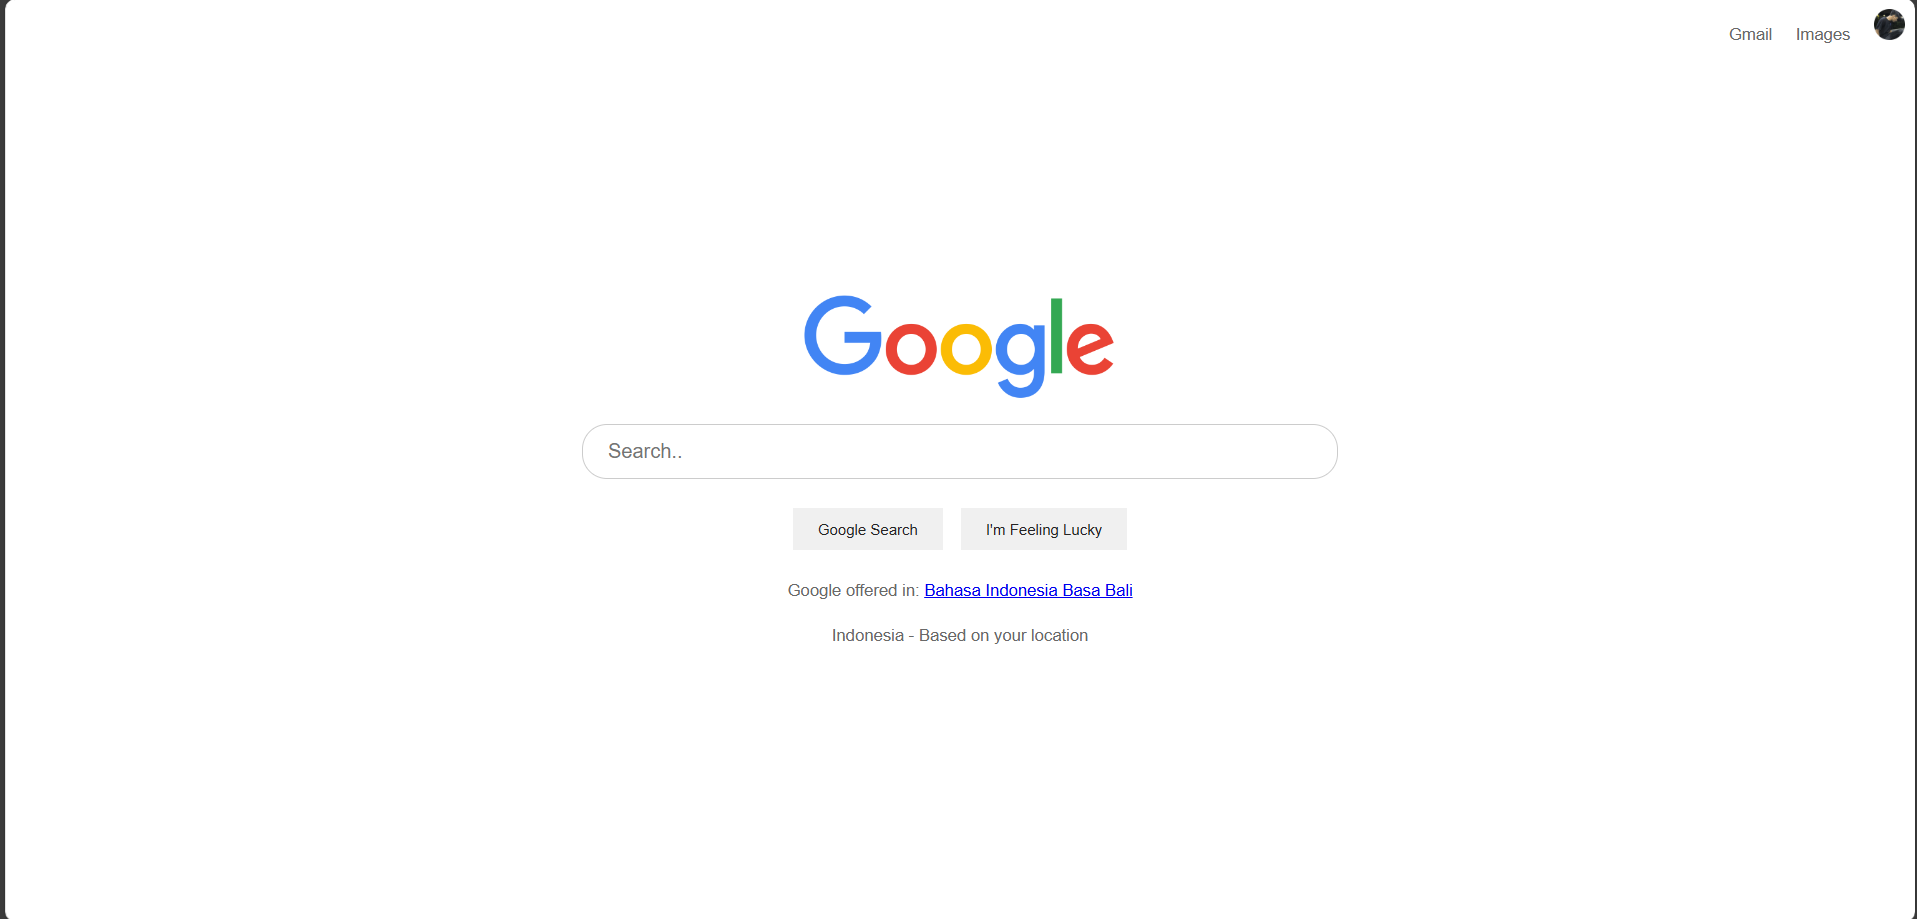 Gmail Images
Google
Search..
Google Search I'm Feeling Lucky
Google offered in: Bahasa Indonesia Basa Bali
Indonesia - Based on your location